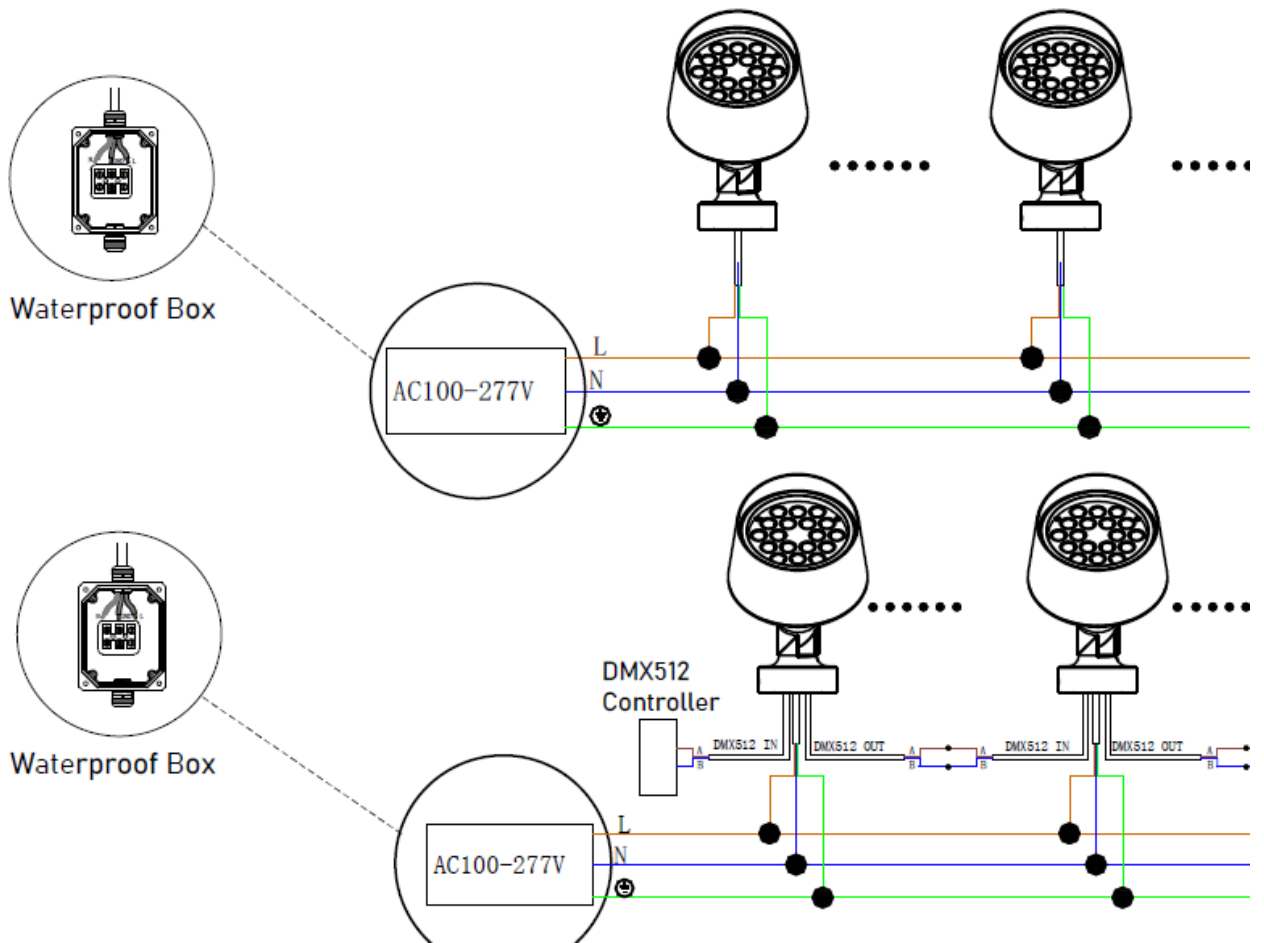 Waterproof Box
L
AC100-277V
N
Waterproof Box
DMX512
Controller
A
DMX512 IN
DMX512 OUT
A
A
DMX512 IN
DMX512 OUT
A
B
B
B
B
L
AC100-277V
N